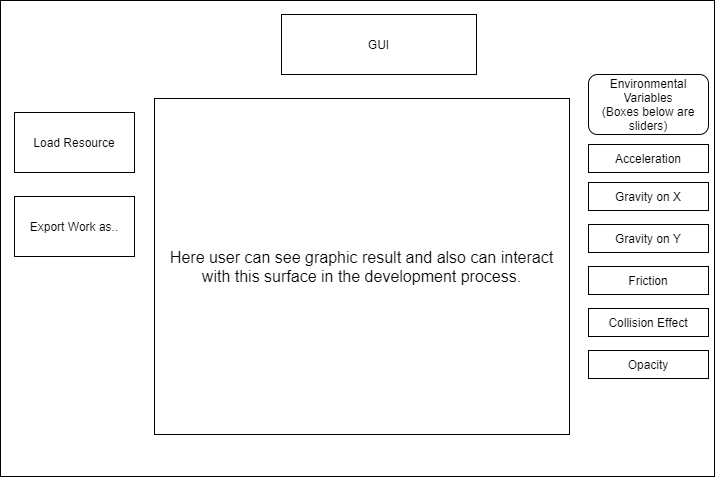 GUI
Environmental
Variables
(Boxes below are
sliders)
Load Resource
Export Work as..
Here user can see graphic result and also can interact
with this surface in the development process.
Acceleration
Gravity on X
Gravity on Y
Friction
Collision Effect
Opacity